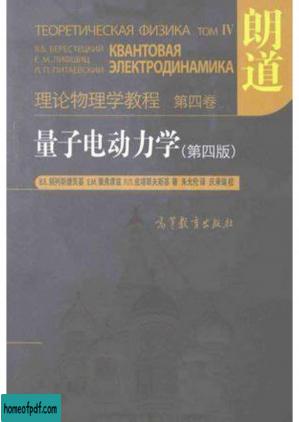 ТЕОРЕТИЧЕСКАЯ ФИЗИКА ТОМ IV
В.Б. БЕРЕСТЕЦКИЙ
Е.М. ЛИФШИЦ
Л.П. ПИТАЕВСКИЙ
КВАНТОВАЯ
ЭЛЕКТРОДИНАМИКА
朗道
理论物理学教程 第四卷
量子电动力学(第四版)
高等教育出版社
homeofpdf.com